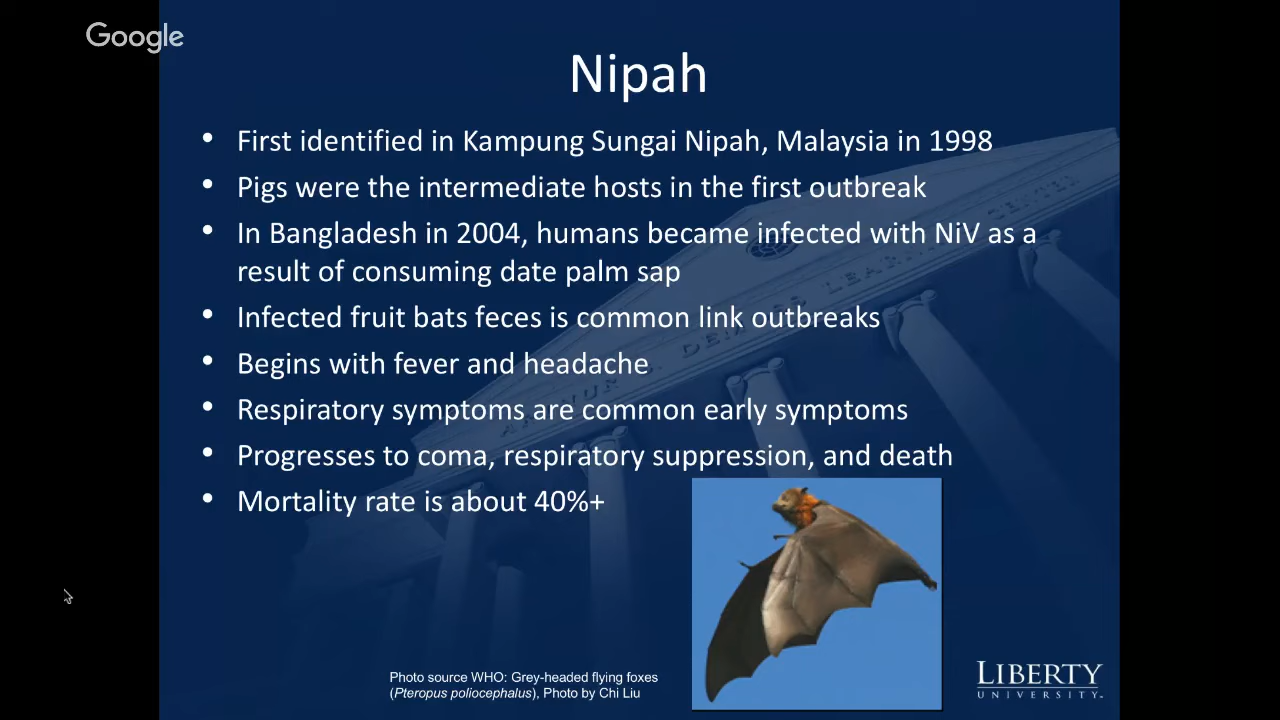 Google
Nipah
• First identified in Kampung Sungai Nipah, Malaysia in 1998
• Pigs were the intermediate hosts in the first outbreak
• In Bangladesh in 2004, humans became infected with NiV as a
result of consuming date palm sap
• Infected fruit bats feces is common link outbreaks
• Begins with fever and headache
• Respiratory symptoms are common early symptoms
• Progresses to coma, respiratory suppression, and death
• Mortality rate is about 40%+
Photo source WHO: Grey-headed flying foxes
(Pteropus poliocephalus), Photo by Chi Liu
LIBERTY
UNIVERSITY.